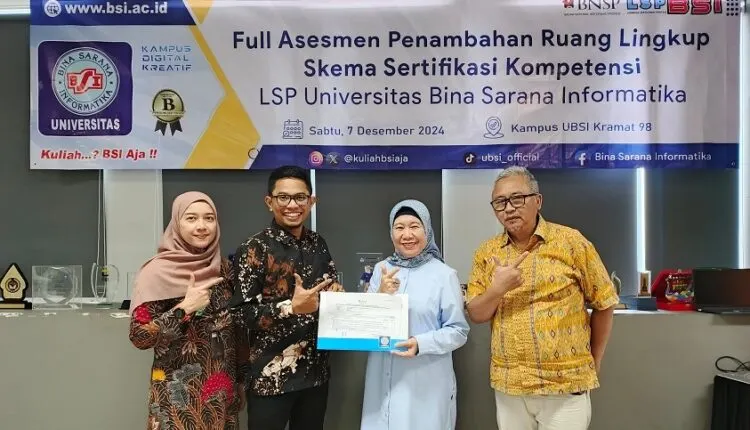 www.bsi.ac.id
BINA SARANA
BSI
INFORMATIKA
UNIVERSITAS
KAMPUS
DIGITAL
KREATIF
B
Kuliah...? BSI Aja !!
BNSP LSP BSI
Full Asesmen Penambahan Ruang Lingkup
Skema Sertifikasi Kompetensi
LSP Universitas Bina Sarana Informatika
Sabtu, 7 Desember 2024
Kampus UBSI Kramat 98
@kuliahbsiaja
ubsi_official
Bina Sarana Informatika